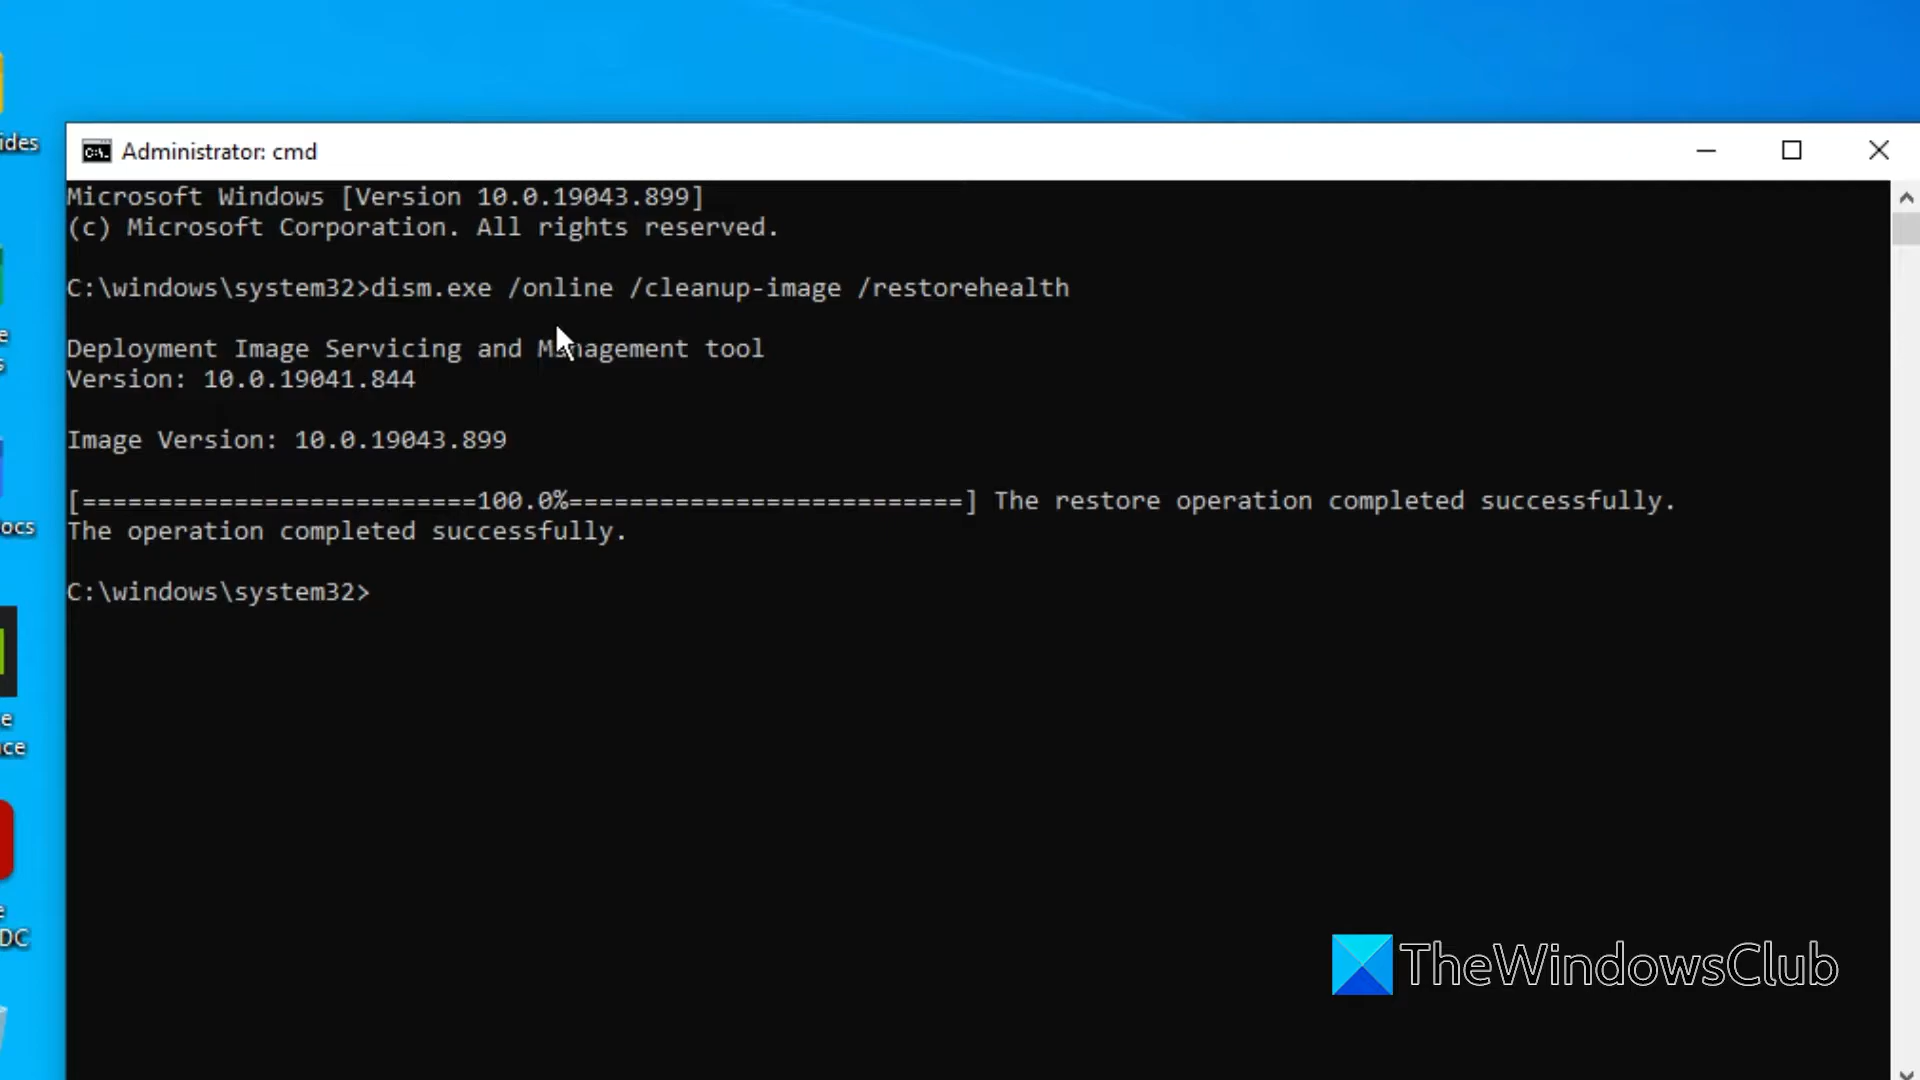 Administrator: cmd
Microsoft Windows [Version 10.0.19043.899]
(c) Microsoft Corporation. All rights reserved.
C:\windows\system32>dism.exe /online /cleanup-image /restorehealth
Deployment Image Servicing and Management tool
Version: 10.0.19041.844
Image Version: 10.0.19043.899
[==========================100.0%==========================] The restore operation completed successfully.
The operation completed successfully.
C:\windows\system32>
ides
ocs
ce
DC
TheWindowsClub